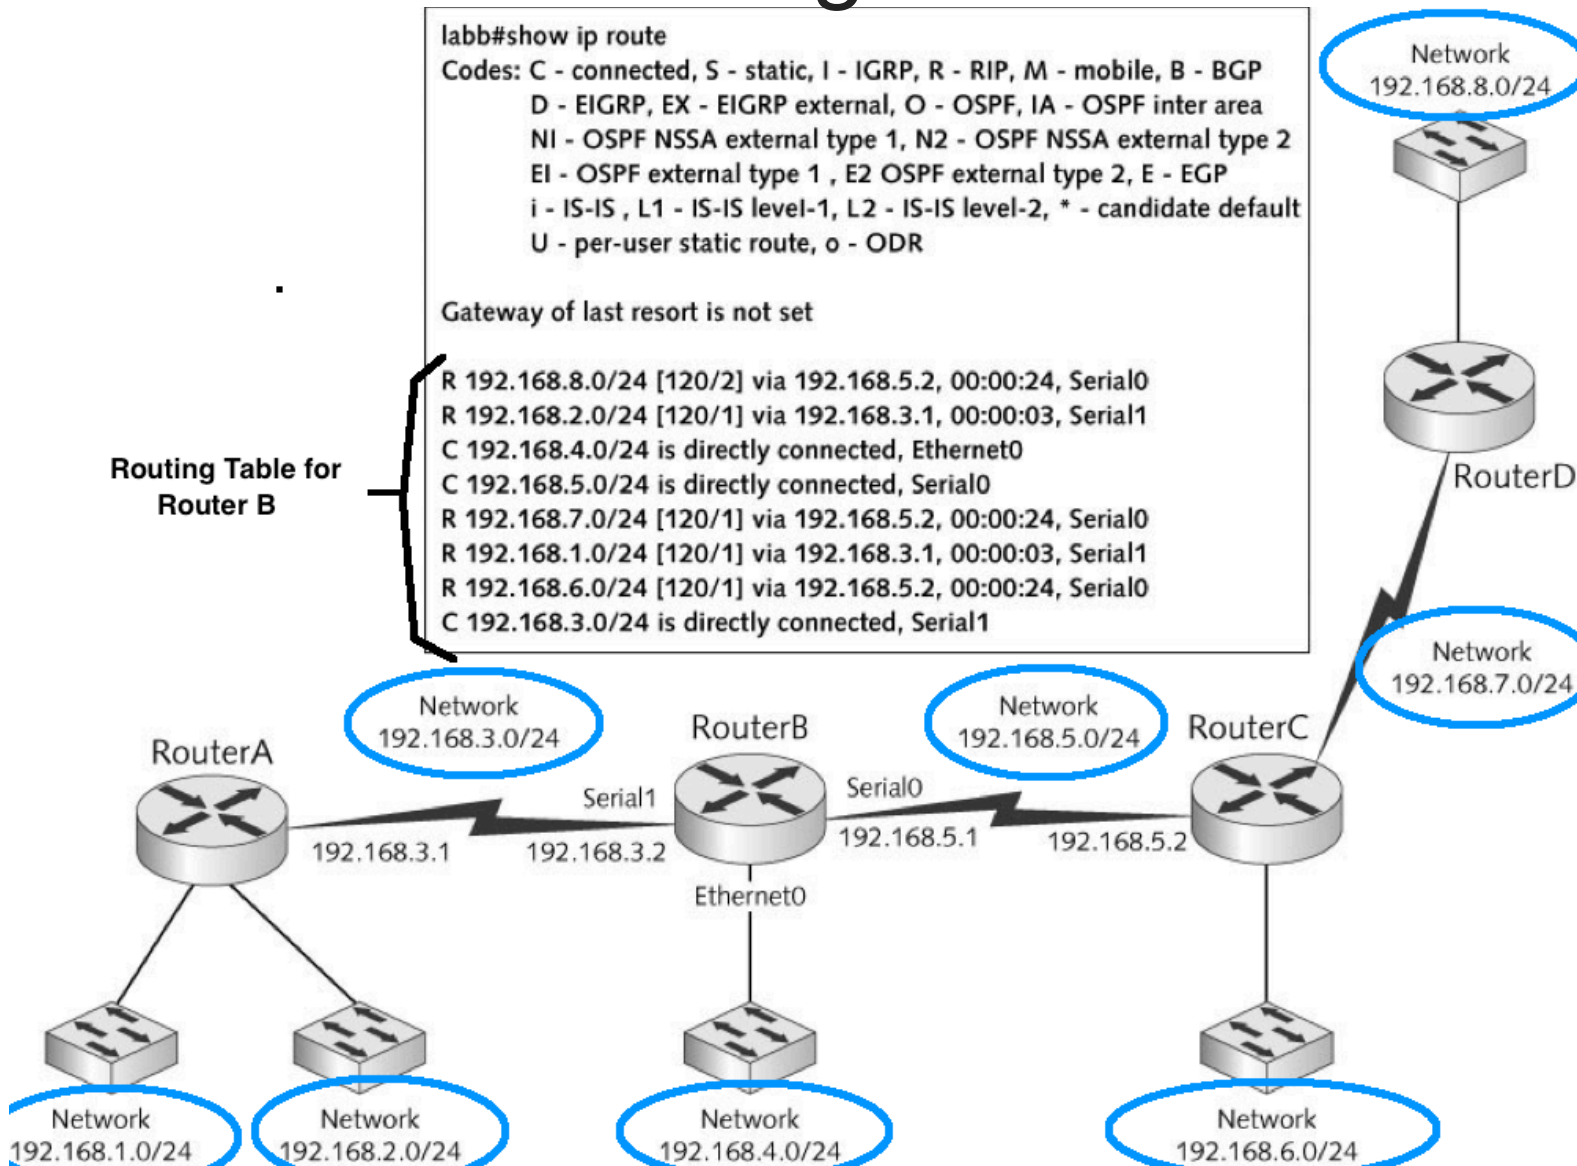 labb#show ip route
Codes: C - connected, S - static, I - IGRP, R - RIP, M - mobile, B - BGP
D - EIGRP, EX - EIGRP external, O - OSPF, IA - OSPF inter area
NI - OSPF NSSA external type 1, N2 - OSPF NSSA external type 2
EI - OSPF external type 1 , E2 OSPF external type 2, E - EGP
i - IS-IS , L1 - IS-IS level-1, L2 - IS-IS level-2, * - candidate default
U - per-user static route, o - ODR
Gateway of last resort is not set
R 192.168.8.0/24 [120/2] via 192.168.5.2, 00:00:24, Serial0
R 192.168.2.0/24 [120/1] via 192.168.3.1, 00:00:03, Serial1
C 192.168.4.0/24 is directly connected, Ethernet0
C 192.168.5.0/24 is directly connected, Serial0
R 192.168.7.0/24 [120/1] via 192.168.5.2, 00:00:24, Serial0
R 192.168.1.0/24 [120/1] via 192.168.3.1, 00:00:03, Serial1
R 192.168.6.0/24 [120/1] via 192.168.5.2, 00:00:24, Serial0
C 192.168.3.0/24 is directly connected, Serial1
Routing Table for
Router B
Network
192.168.8.0/24
RouterD
Network
192.168.7.0/24
Network
192.168.3.0/24
RouterB
Network
192.168.5.0/24
RouterC
RouterA
Serial1
Serial0
192.168.3.1
192.168.3.2
192.168.5.1
192.168.5.2
Ethernet0
Network
192.168.1.0/24
Network
192.168.2.0/24
Network
192.168.4.0/24
Network
192.168.6.0/24